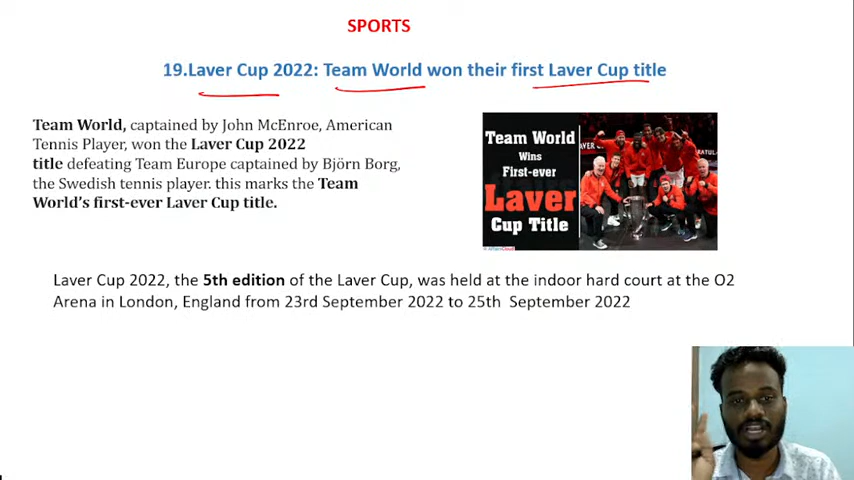 SPORTS
19.Laver Cup 2022: Team World won their first Laver Cup title
Team World, captained by John McEnroe, American
Tennis Player, won the Laver Cup 2022
title defeating Team Europe captained by Björn Borg,
the Swedish tennis player. this marks the Team
World's first-ever Laver Cup title.
Team World
Wins
First-ever
Laver
Cup Title
Laver Cup 2022, the 5th edition of the Laver Cup, was held at the indoor hard court at the O2
Arena in London, England from 23rd September 2022 to 25th September 2022